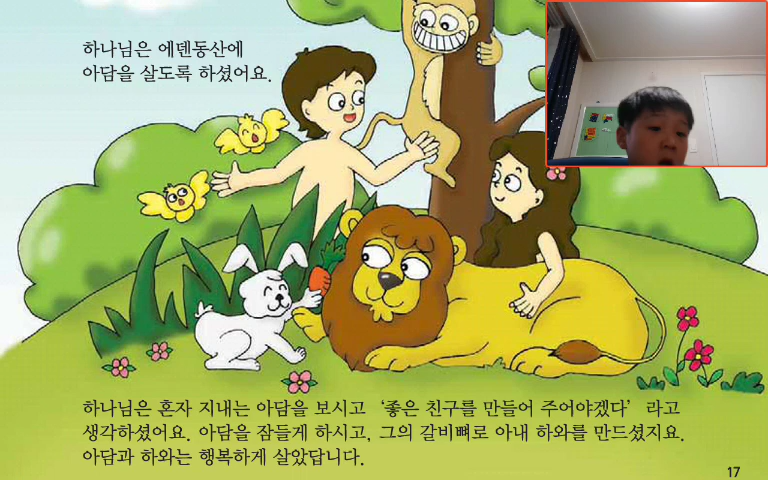 하나님은 에덴동산에
아담을 살도록 하셨어요.
하나님은 혼자 지내는 아담을 보시고 ‘좋은 친구를 만들어 주어야겠다’ 라고
생각하셨어요. 아담을 잠들게 하시고, 그의 갈비뼈로 아내 하와를 만드셨지요.
아담과 하와는 행복하게 살았답니다.
17